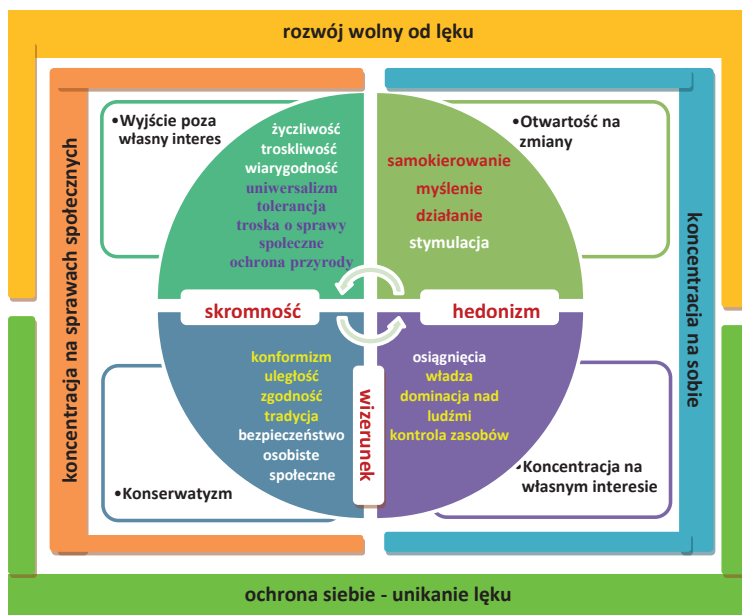 rozwój wolny od lęku
koncentracja na sprawach społecznych
•Wyjście poza
własny interes
życzliwość
troskliwość
wiarygodność
uniwersalizm
tolerancja
troska o sprawy
społeczne
ochrona przyrody
samokierowanie
myślenie
działanie
stymulacja
•Otwartość na
zmiany
koncentracja na sobie
skromność
hedonizm
konformizm
uległość
zgodność
tradycja
bezpieczeństwo
osobiste
społeczne
wizerunek
osiągnięcia
władza
dominacja nad
ludźmi
kontrola zasobów
•Konserwatyzm
•Koncentracja na
własnym interesie
ochrona siebie - unikanie lęku